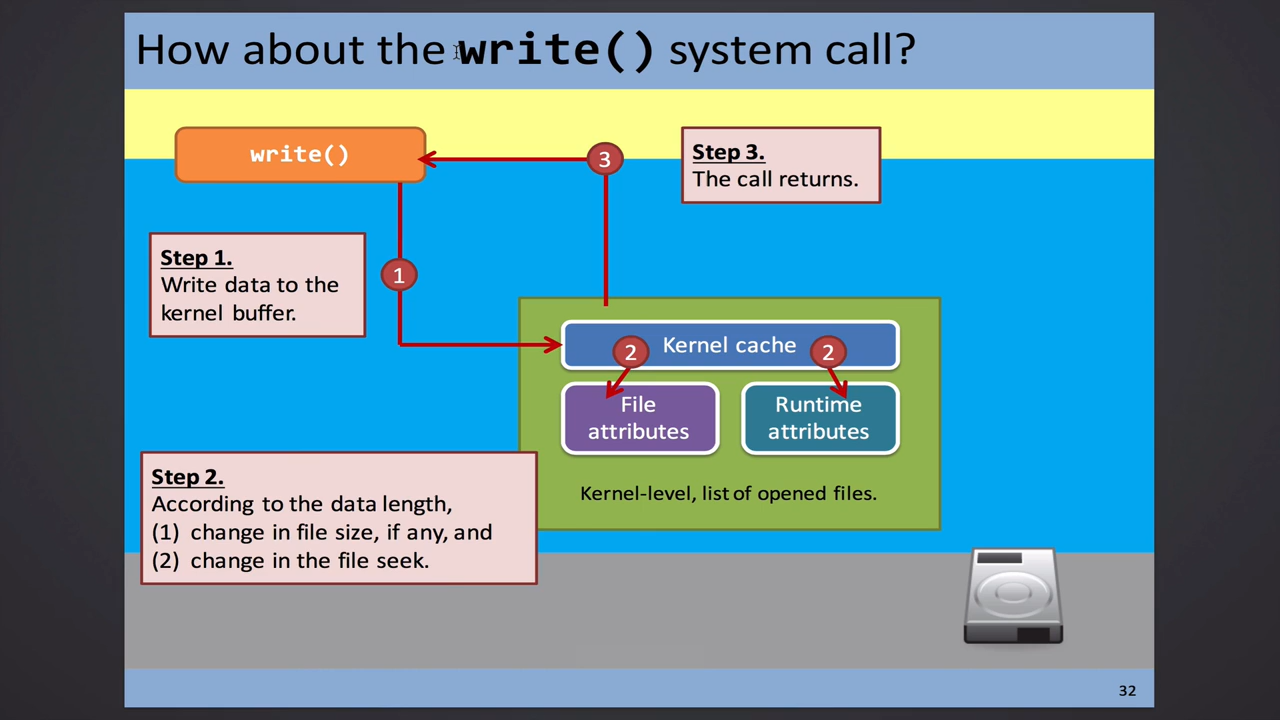 How about the write() system call?
write()
3
Step 3.
The call returns.
Step 1.
Write data to the
kernel buffer.
1
2
Kernel cache
2
File
attributes
Runtime
attributes
Kernel-level, list of opened files.
Step 2.
According to the data length,
(1) change in file size, if any, and
(2) change in the file seek.
32